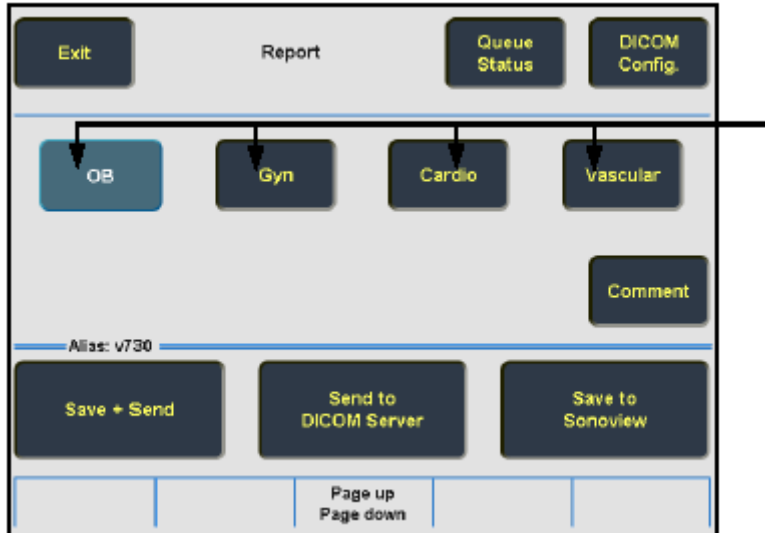 Exit
Report
Queue
Status
DICOM
Config.
OB
Gyn
Cardio
Vascular
Comment
Alias: v730
Save + Send
Send to
DICOM Server
Save to
Sonoview
Page up
Page down